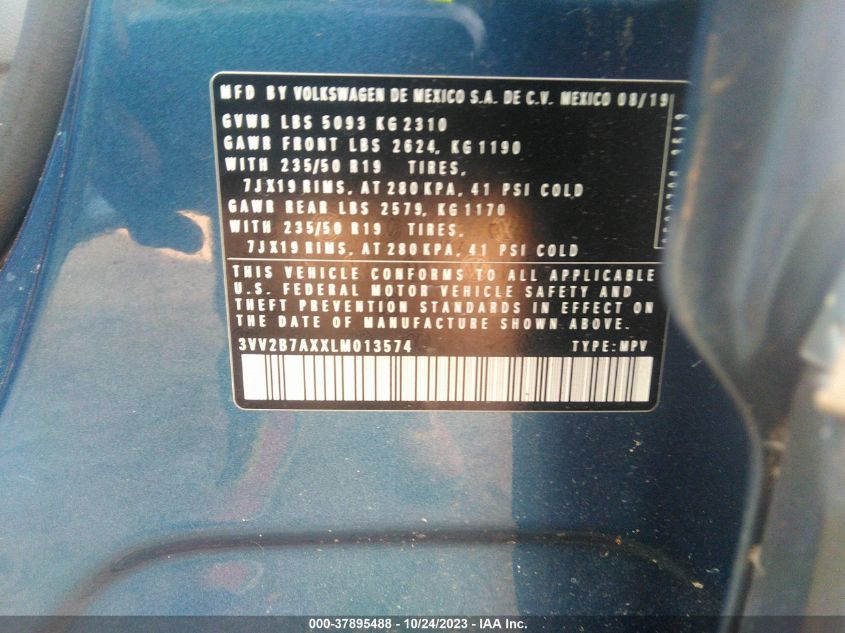 MFD BY VOLKSWAGEN DE MEXICO S.A. DE C.V. MEXICO 08/19
GVWR LBS 5093 KG 2310
GAWR FRONT LBS 2624, KG 1190
WITH 235/50 R19 TIRES,
7JX19 RIMS, AT 280 KPA, 41 PSI COLD
GAWR REAR LBS 2579, KG 1170
WITH 235/50 R19 TIRES,
7JX19 RIMS, AT 280 KPA, 41 PSI COLD
THIS VEHICLE CONFORMS TO ALL APPLICABLE
U.S. FEDERAL MOTOR VEHICLE SAFETY AND
THEFT PREVENTION STANDARDS IN EFFECT ON
THE DATE OF MANUFACTURE SHOWN ABOVE.
3VV2B7AXXLM013574 TYPE: MPV
000-37895488 - 10/24/2023 - IAA Inc.